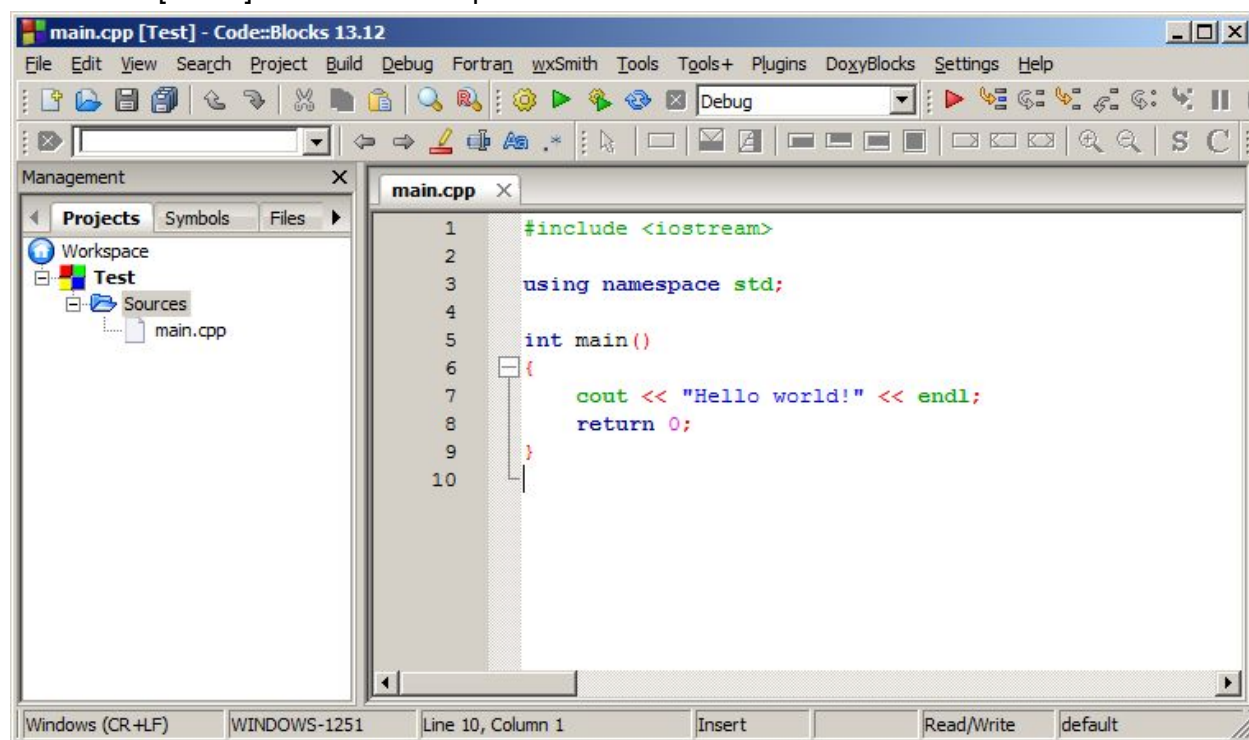 main.cpp [Test] - Code::Blocks 13.12
File Edit View Search Project Build Debug Fortran wxSmith Tools Tools+ Plugins DoxyBlocks Settings Help
Debug
S C
Management
main.cpp
Projects Symbols Files
Workspace
Test
Sources
main.cpp
1 #include <iostream>
2
3 using namespace std;
4
5 int main()
6 {
7 cout << "Hello world!" << endl;
8 return 0;
9 }
10
Windows (CR+LF) WINDOWS-1251 Line 10, Column 1 Insert Read/Write default